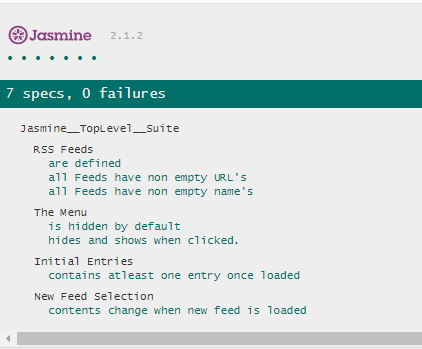 Jasmine 2.1.2
7 specs, 0 failures
Jasmine__TopLevel__Suite
RSS Feeds
are defined
all Feeds have non empty URL's
all Feeds have non empty name's
The Menu
is hidden by default
hides and shows when clicked.
Initial Entries
contains atleast one entry once loaded
New Feed Selection
contents change when new feed is loaded